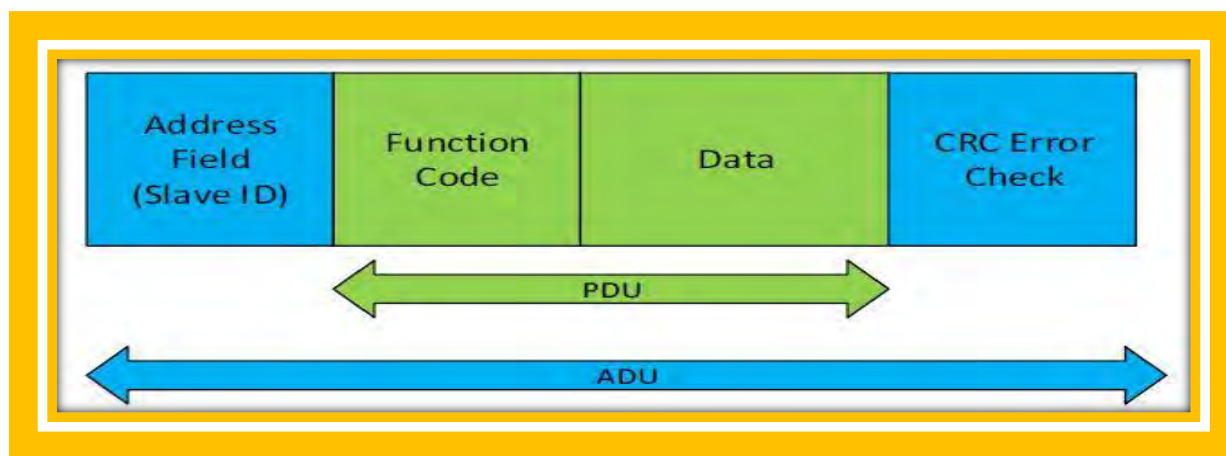 Address
Field
(Slave ID)
Function
Code
Data
CRC Error
Check
PDU
ADU